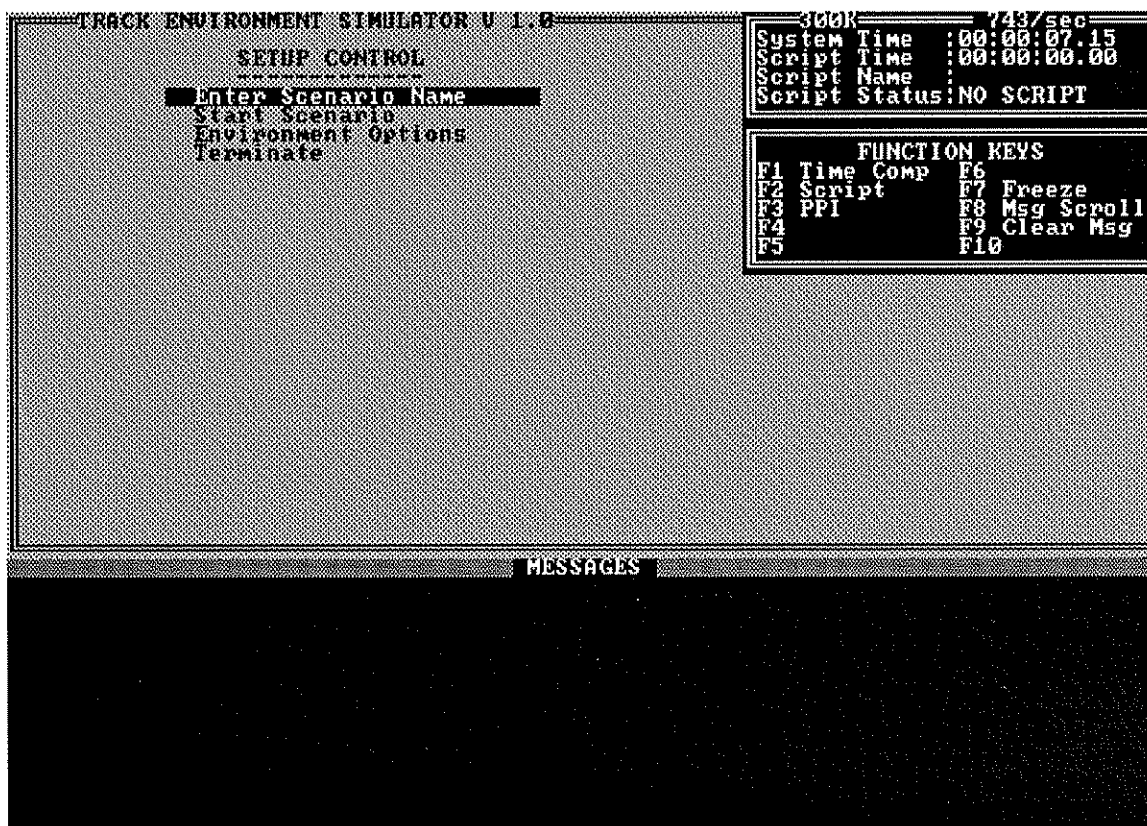 TRACK ENVIRONMENT SIMULATOR V 1.0
SETUP CONTROL
-------------
Enter Scenario Name
Start Scenario
Environment Options
Terminate
300K 743/sec
System Time :00:00:07.15
Script Time :00:00:00.00
Script Name :
Script Status:NO SCRIPT
FUNCTION KEYS
F1 Time Comp F6
F2 Script F7 Freeze
F3 PPI F8 Msg Scroll
F4 F9 Clear Msg
F5 F10
MESSAGES